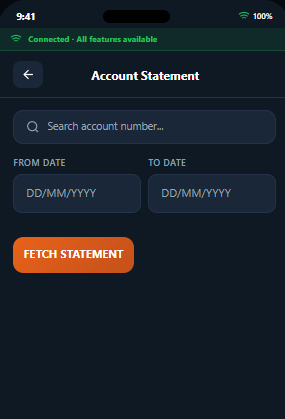 9:41
100%
Connected · All features available
Account Statement
Search account number...
FROM DATE
TO DATE
DD/MM/YYYY
DD/MM/YYYY
FETCH STATEMENT